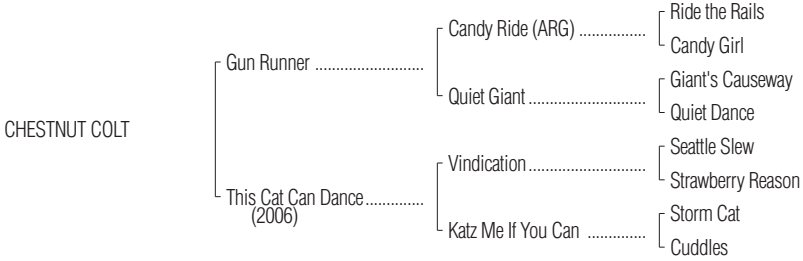 Ride the Rails
Candy Ride (ARG) ................
Candy Girl
Gun Runner ..........................
Giant's Causeway
Quiet Giant ............................
Quiet Dance
CHESTNUT COLT
Seattle Slew
Vindication ............................
Strawberry Reason
This Cat Can Dance ..............
(2006)
Storm Cat
Katz Me If You Can ..............
Cuddles